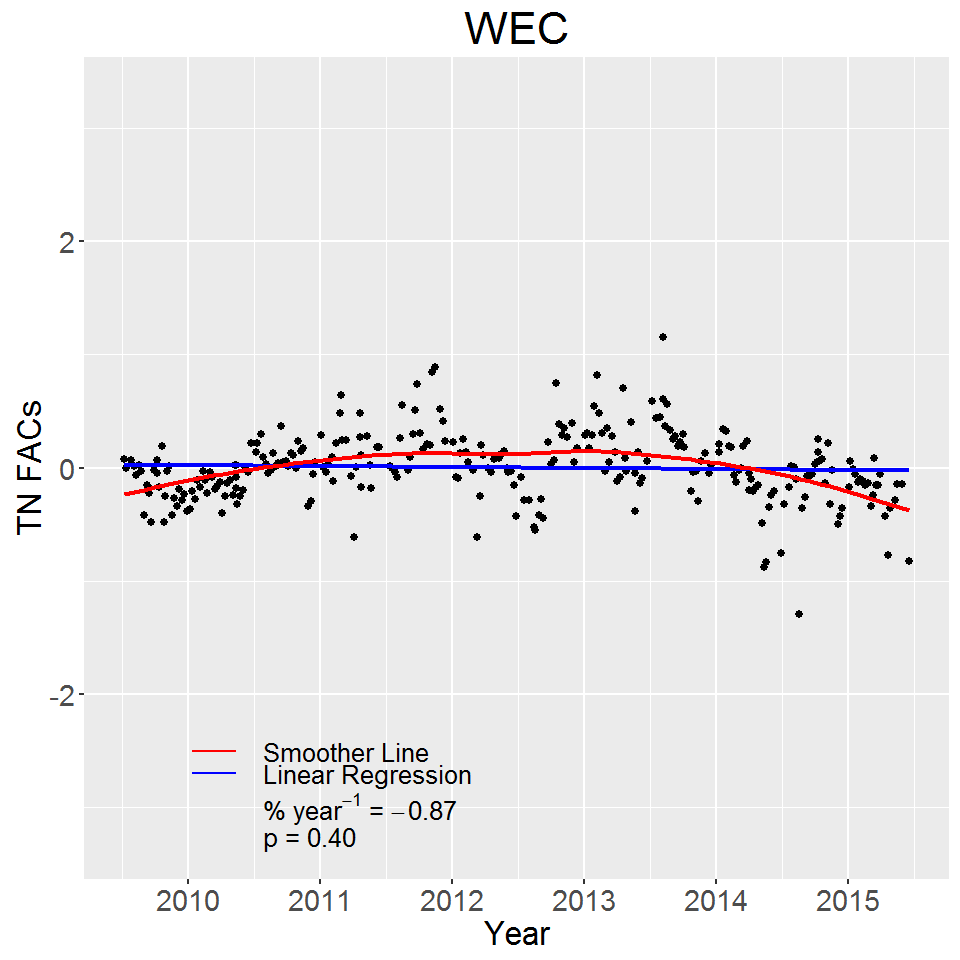 WEC
TN FACs
2
0
-2
Smoother Line
Linear Regression
% year⁻¹ = −0.87
p = 0.40
2010 2011 2012 2013 2014 2015
Year